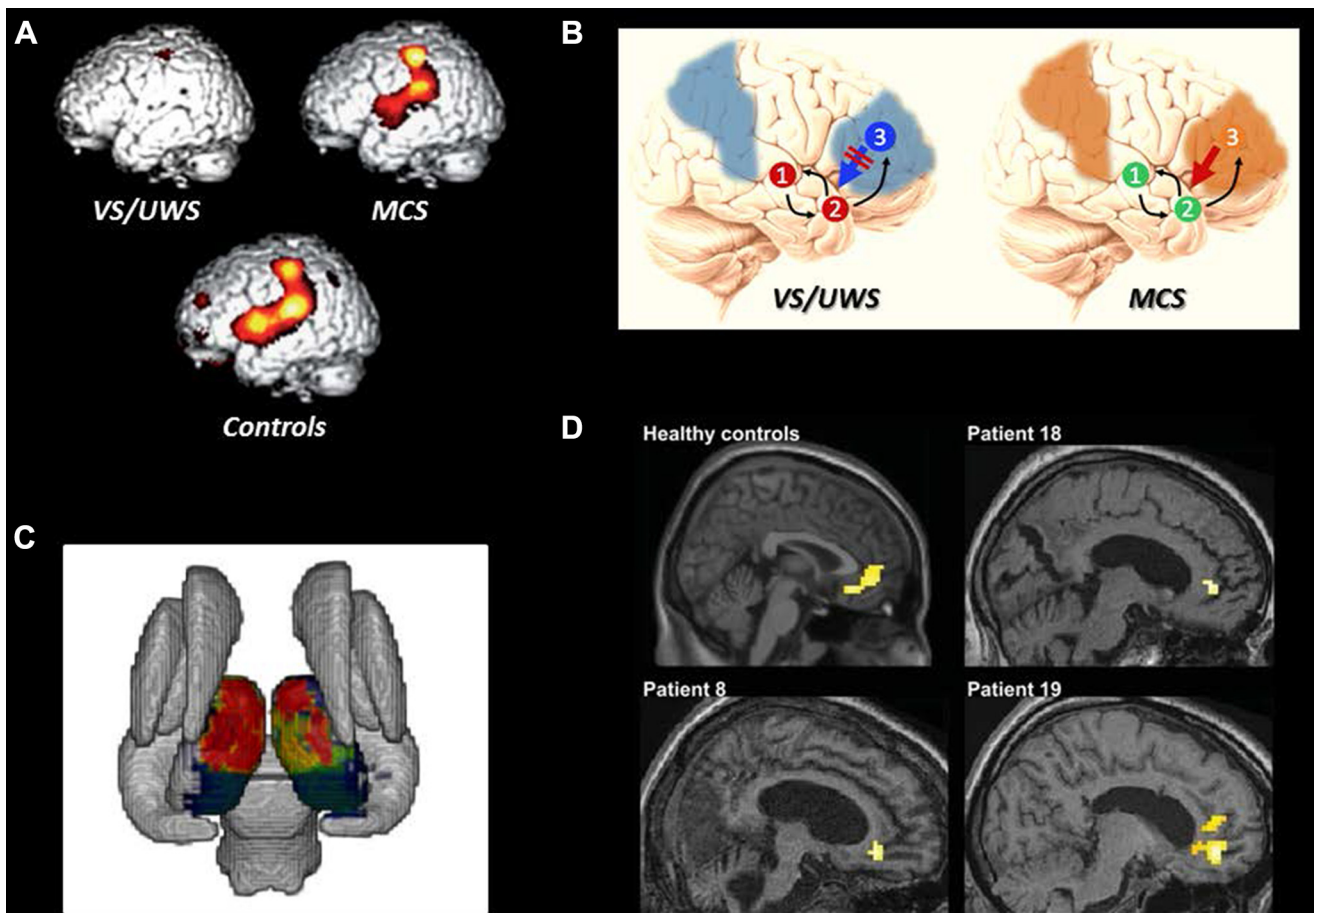 A
VS/UWS
MCS
Controls
B
1
2
3
VS/UWS
1
2
3
MCS
C
D
Healthy controls
Patient 18
Patient 8
Patient 19